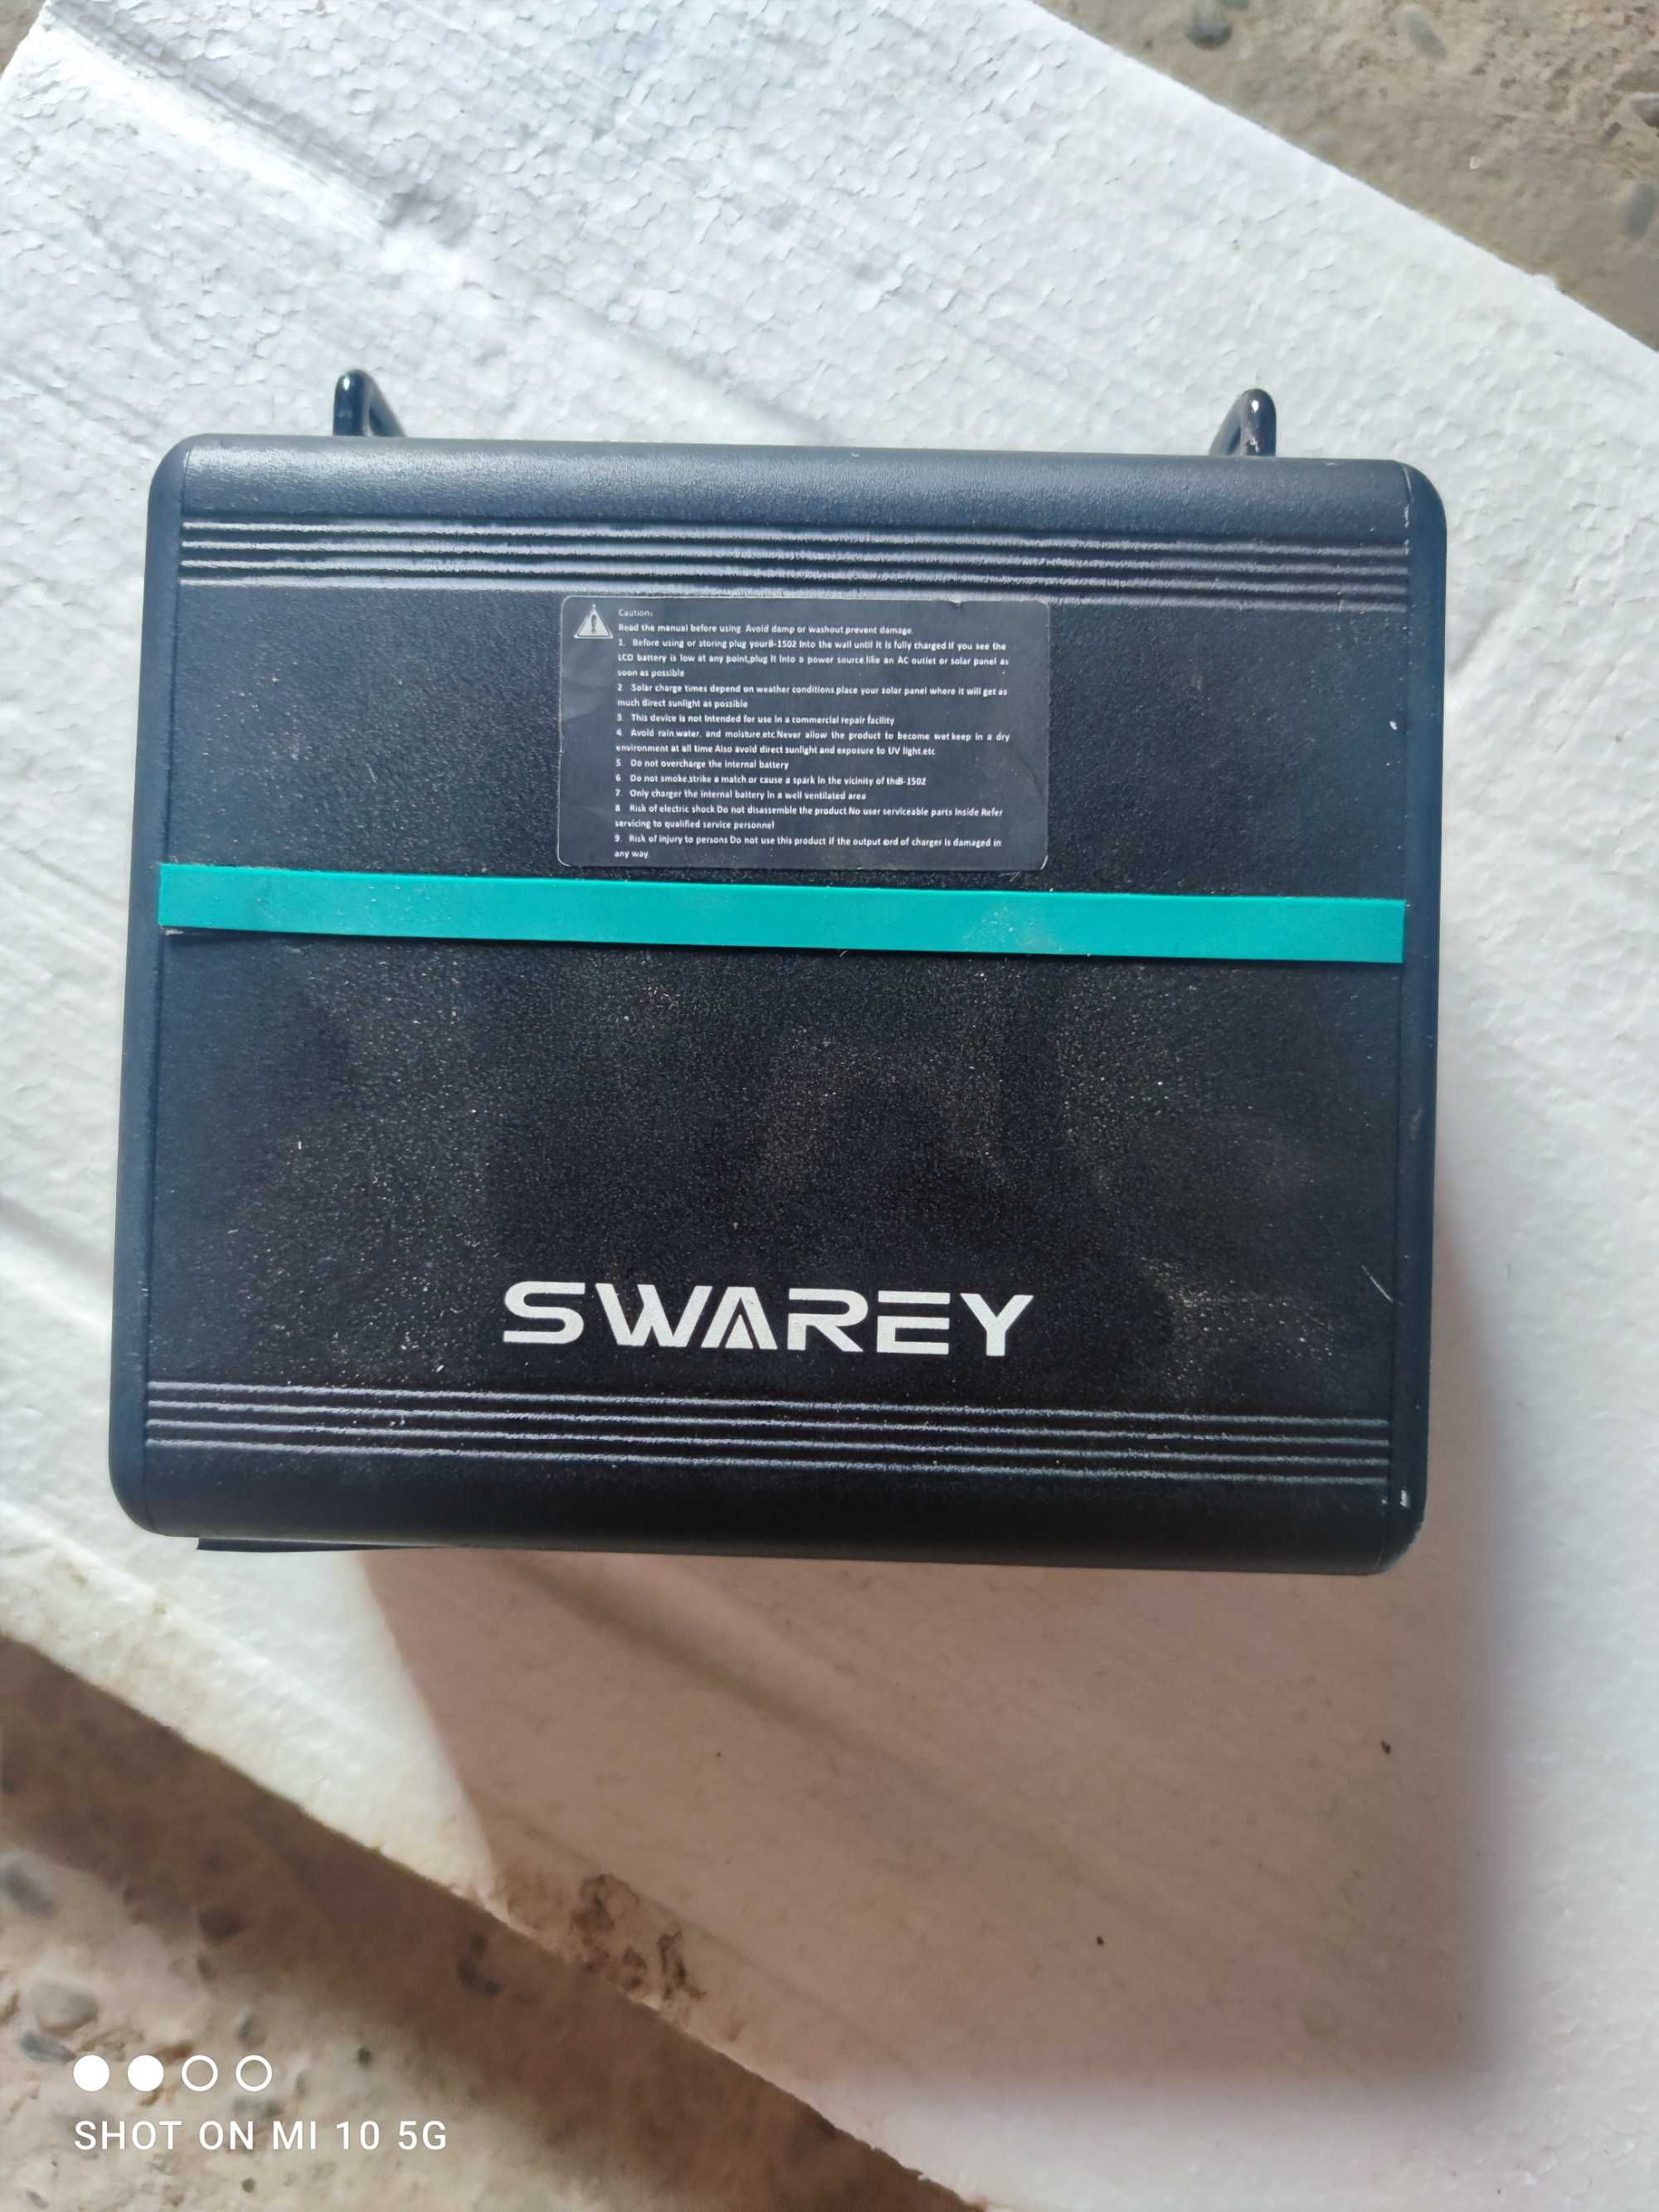 Caution:
Read the manual before using Avoid damp or washout prevent damage
1. Before using or storing plug yourB-1502 Into the wall until it is fully charged If you see the
LCD battery is low at any point,plug it into a power source like an AC outlet or solar panel as
soon as possible
2 Solar charge times depend on weather conditions place your solar panel where it will get as
much direct sunlight as possible
3 This device is not Intended for use in a commercial repair facility
4 Avoid rain water, and moisture.etc.Never allow the product to become wet keep in a dry
environment at all time Also avoid direct sunlight and exposure to UV light.etc
5 Do not overcharge the internal battery
6 Do not smoke,strike a match or cause a spark in the vicinity of theB-1502
7 Only charger the internal battery in a well ventilated area
8 Risk of electric shock Do not disassemble the product No user serviceable parts Inside Refer
servicing to qualified service personnel
9. Risk of injury to persons Do not use this product if the output ord of charger is damaged in
any way
SWAREY
SHOT ON MI 10 5G